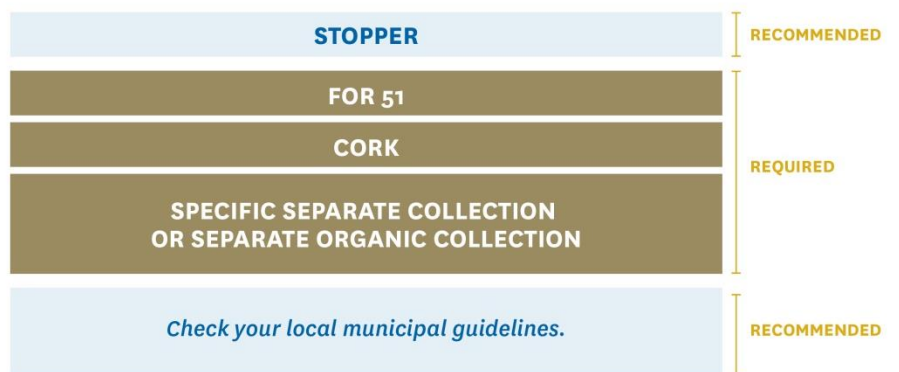 STOPPER
RECOMMENDED
FOR 51
CORK
REQUIRED
SPECIFIC SEPARATE COLLECTION
OR SEPARATE ORGANIC COLLECTION
Check your local municipal guidelines.
RECOMMENDED